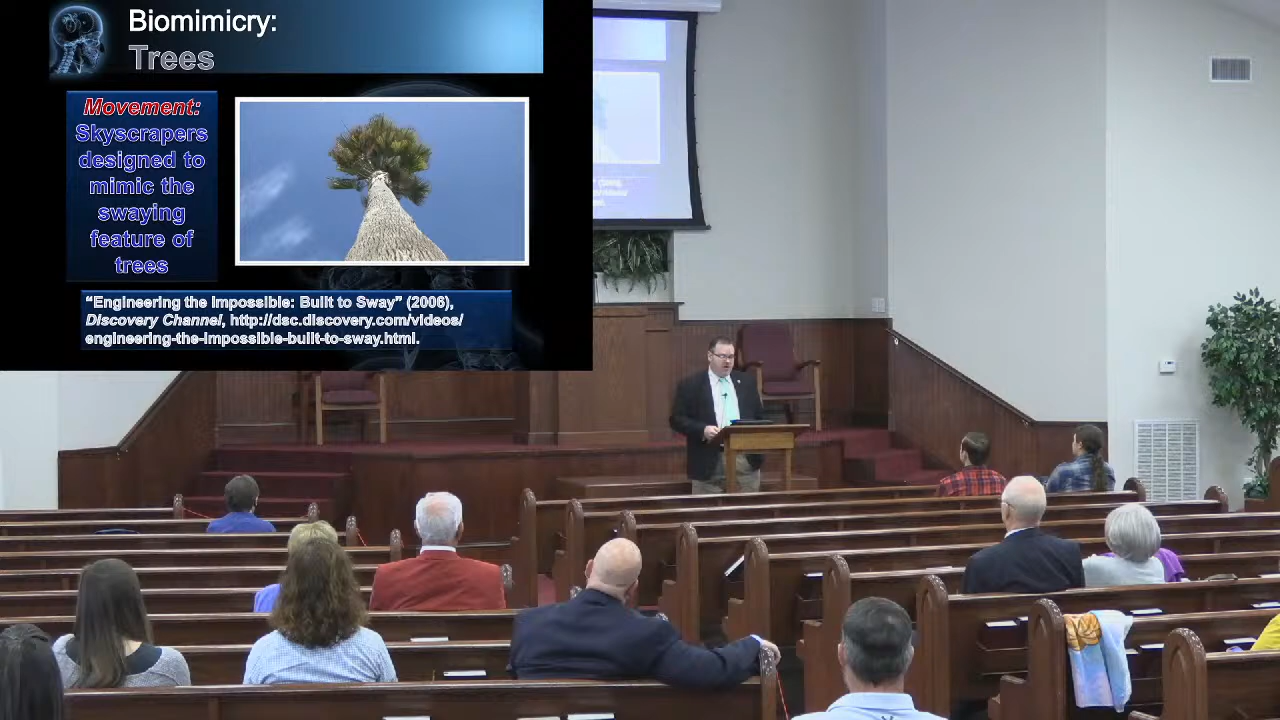 Biomimicry:
Trees
Movement:
Skyscrapers
designed to
mimic the
swaying
feature of
trees
“Engineering the Impossible: Built to Sway” (2006),
Discovery Channel, http://dsc.discovery.com/videos/
engineering-the-impossible-built-to-sway.html.